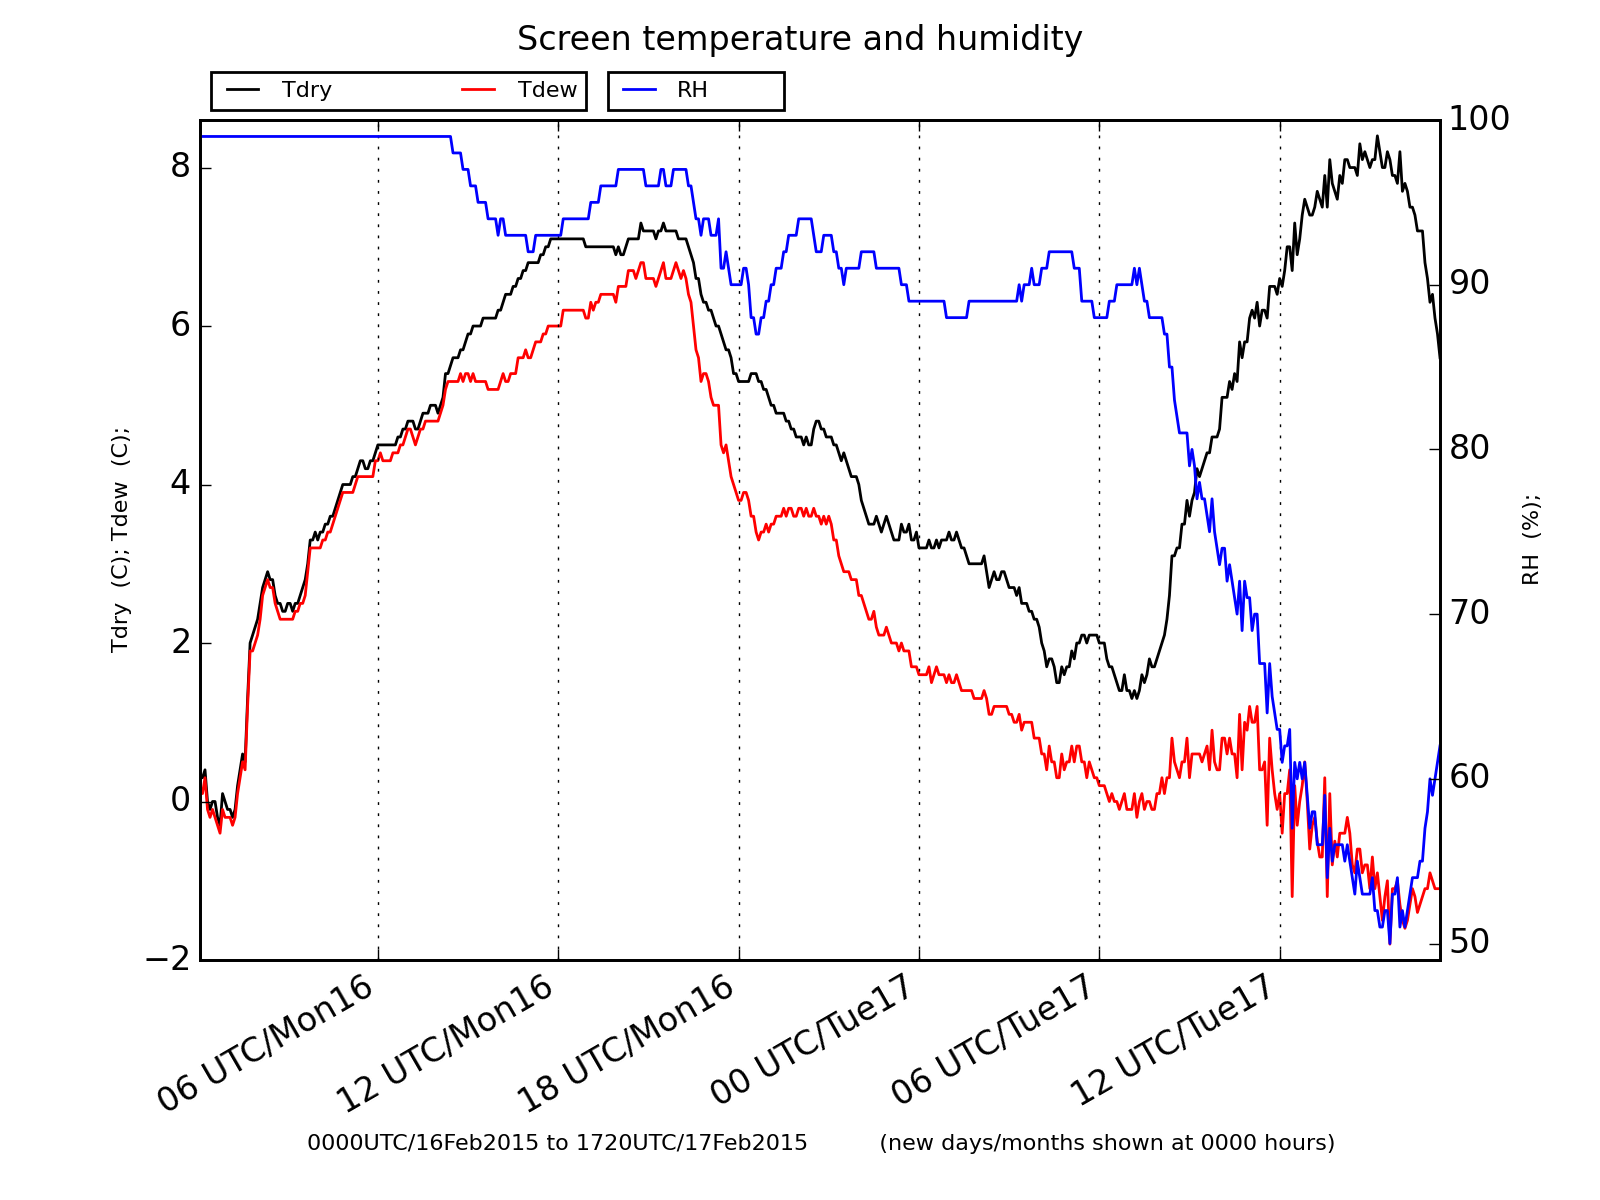 Screen temperature and humidity
Tdry Tdew RH
8
6
4
2
0
−2
Tdry (C); Tdew (C);
100
90
80
70
60
50
RH (%);
06 UTC/Mon16
12 UTC/Mon16
18 UTC/Mon16
00 UTC/Tue17
06 UTC/Tue17
12 UTC/Tue17
0000UTC/16Feb2015 to 1720UTC/17Feb2015 (new days/months shown at 0000 hours)